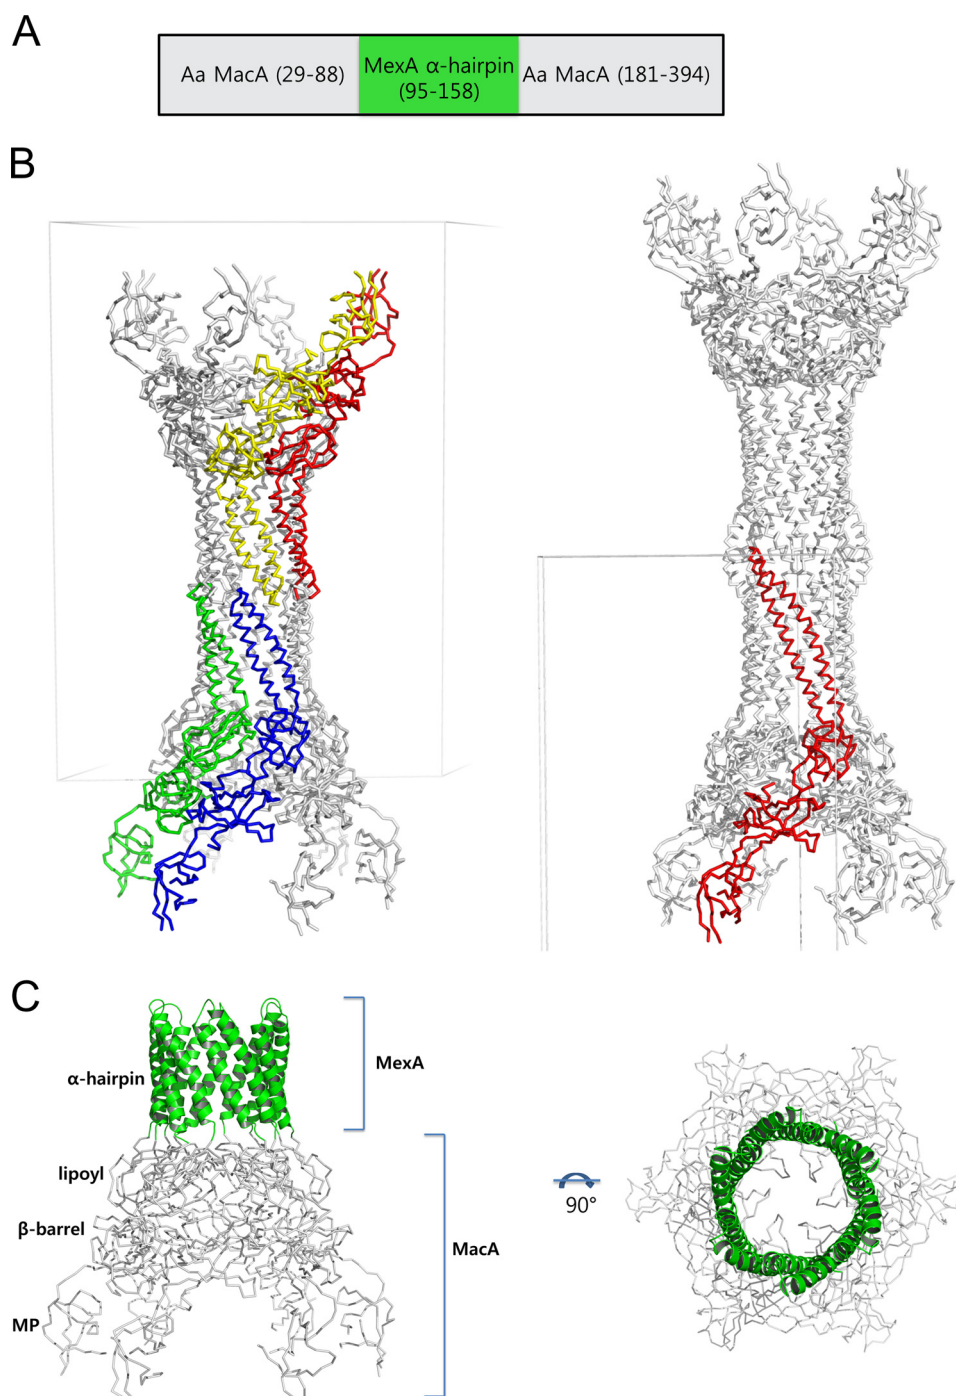 A
Aa MacA (29-88)
MexA α-hairpin
(95-158)
Aa MacA (181-394)
B
C
α-hairpin
MexA
lipoyl
β-barrel
MacA
MP
90°